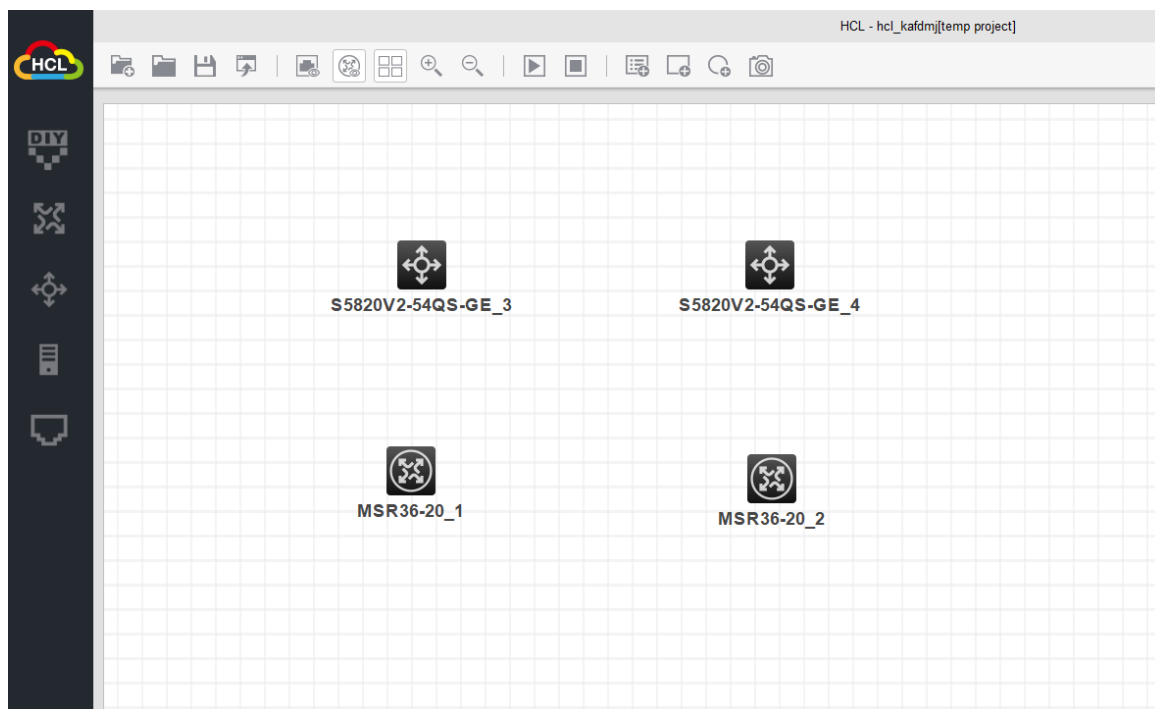 HCL - hcl_kafdmj[temp project]
HCL
DIY
S5820V2-54QS-GE_3
S5820V2-54QS-GE_4
MSR36-20_1
MSR36-20_2